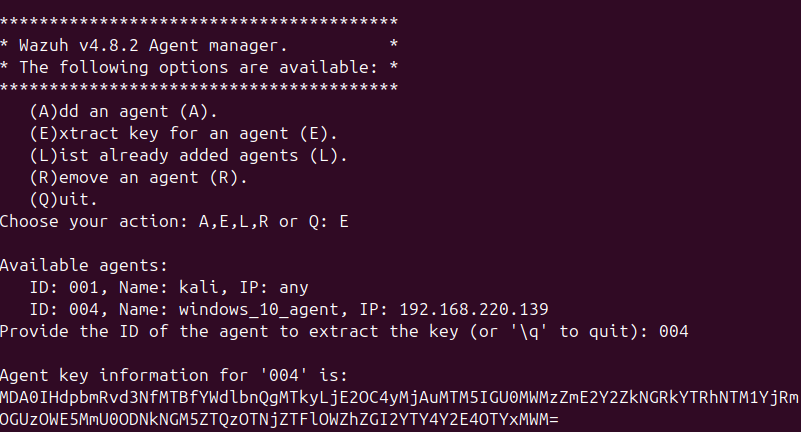 ****************************************
* Wazuh v4.8.2 Agent manager.          *
* The following options are available: *
****************************************
   (A)dd an agent (A).
   (E)xtract key for an agent (E).
   (L)ist already added agents (L).
   (R)emove an agent (R).
   (Q)uit.
Choose your action: A,E,L,R or Q: E

Available agents:
   ID: 001, Name: kali, IP: any
   ID: 004, Name: windows_10_agent, IP: 192.168.220.139
Provide the ID of the agent to extract the key (or '\q' to quit): 004

Agent key information for '004' is:
MDA0IHdpbmRvd3NfMTBfYWdlbnQgMTkyLjE2OC4yMjAuMTM5IGU0MWMzZmE2Y2ZkNGRkYTRhNTM1YjRm
OGUzOWE5MmU0ODNkNGM5ZTQzOTNjZTFlOWZhZGI2YTY4Y2E4OTYxMWM=